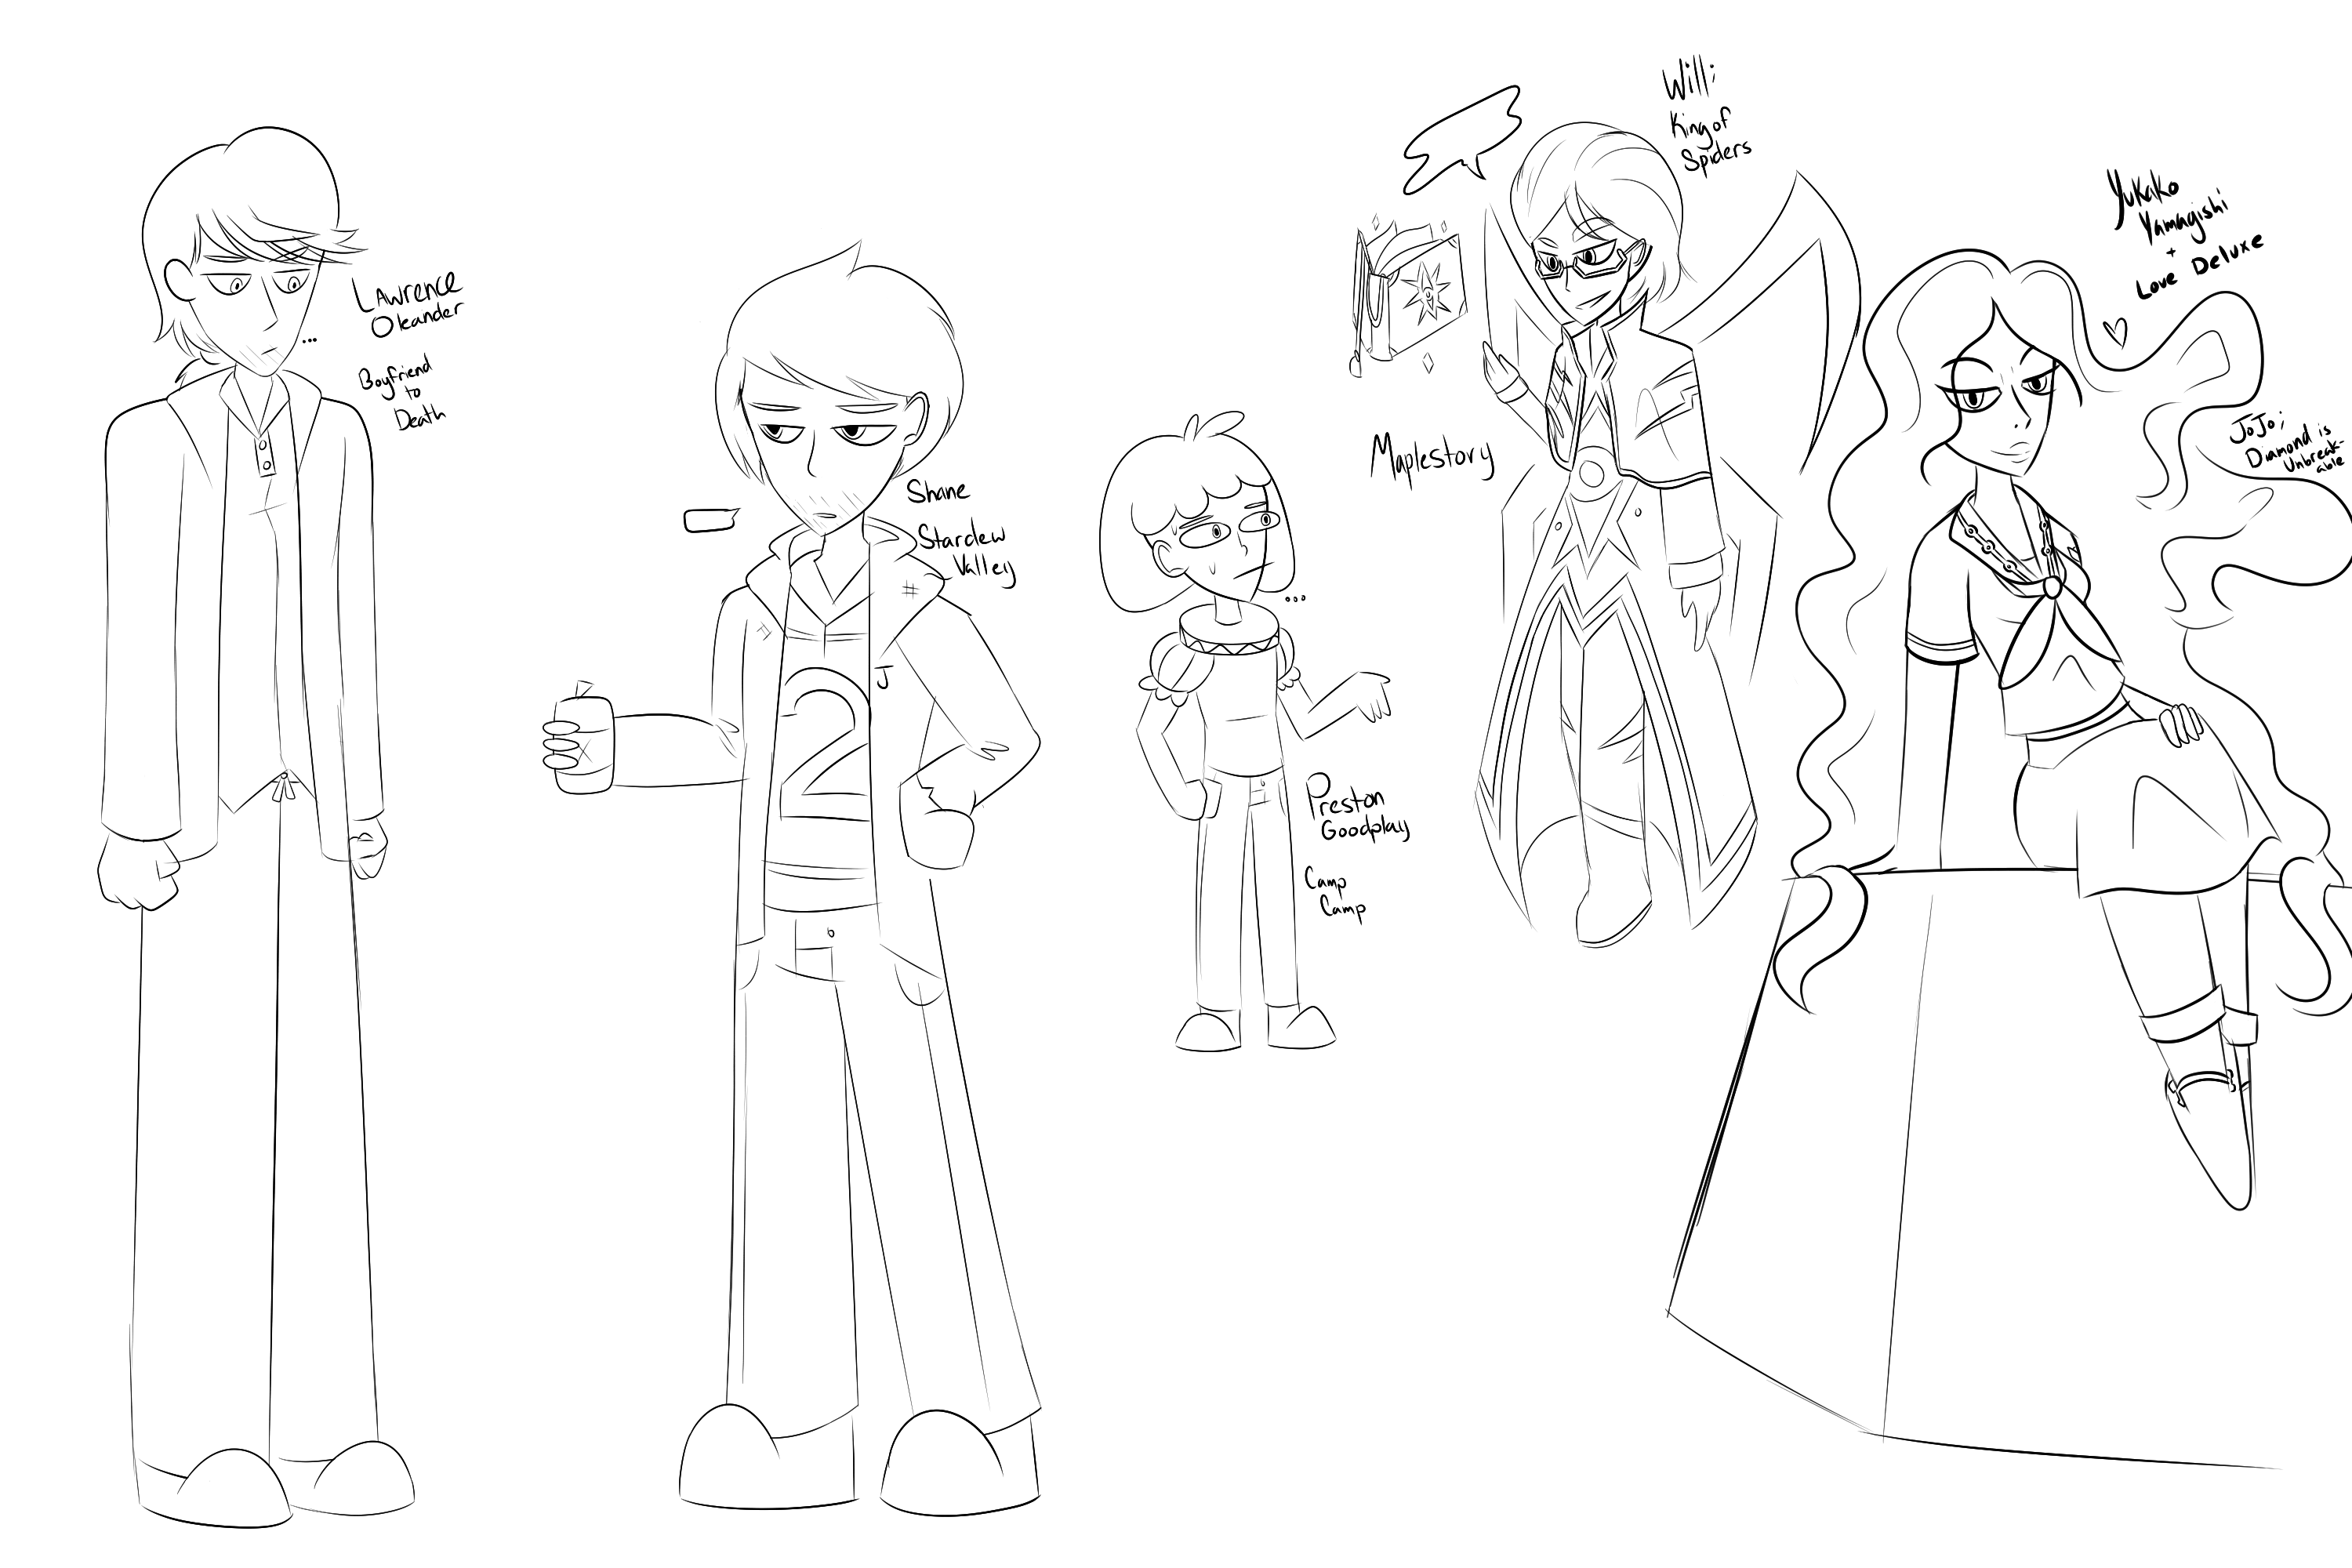 Lawrence
Oleander
...
Boyfriend
to
Death
Shane
Stardew
Valley
J
2
...
Preston
Goodplay
Camp
Camp
Will;
King of
Spiders
Maplestory
Yukako
Yamagishi
+
Love Deluxe
JoJo;
Diamond is
Unbreak-
able